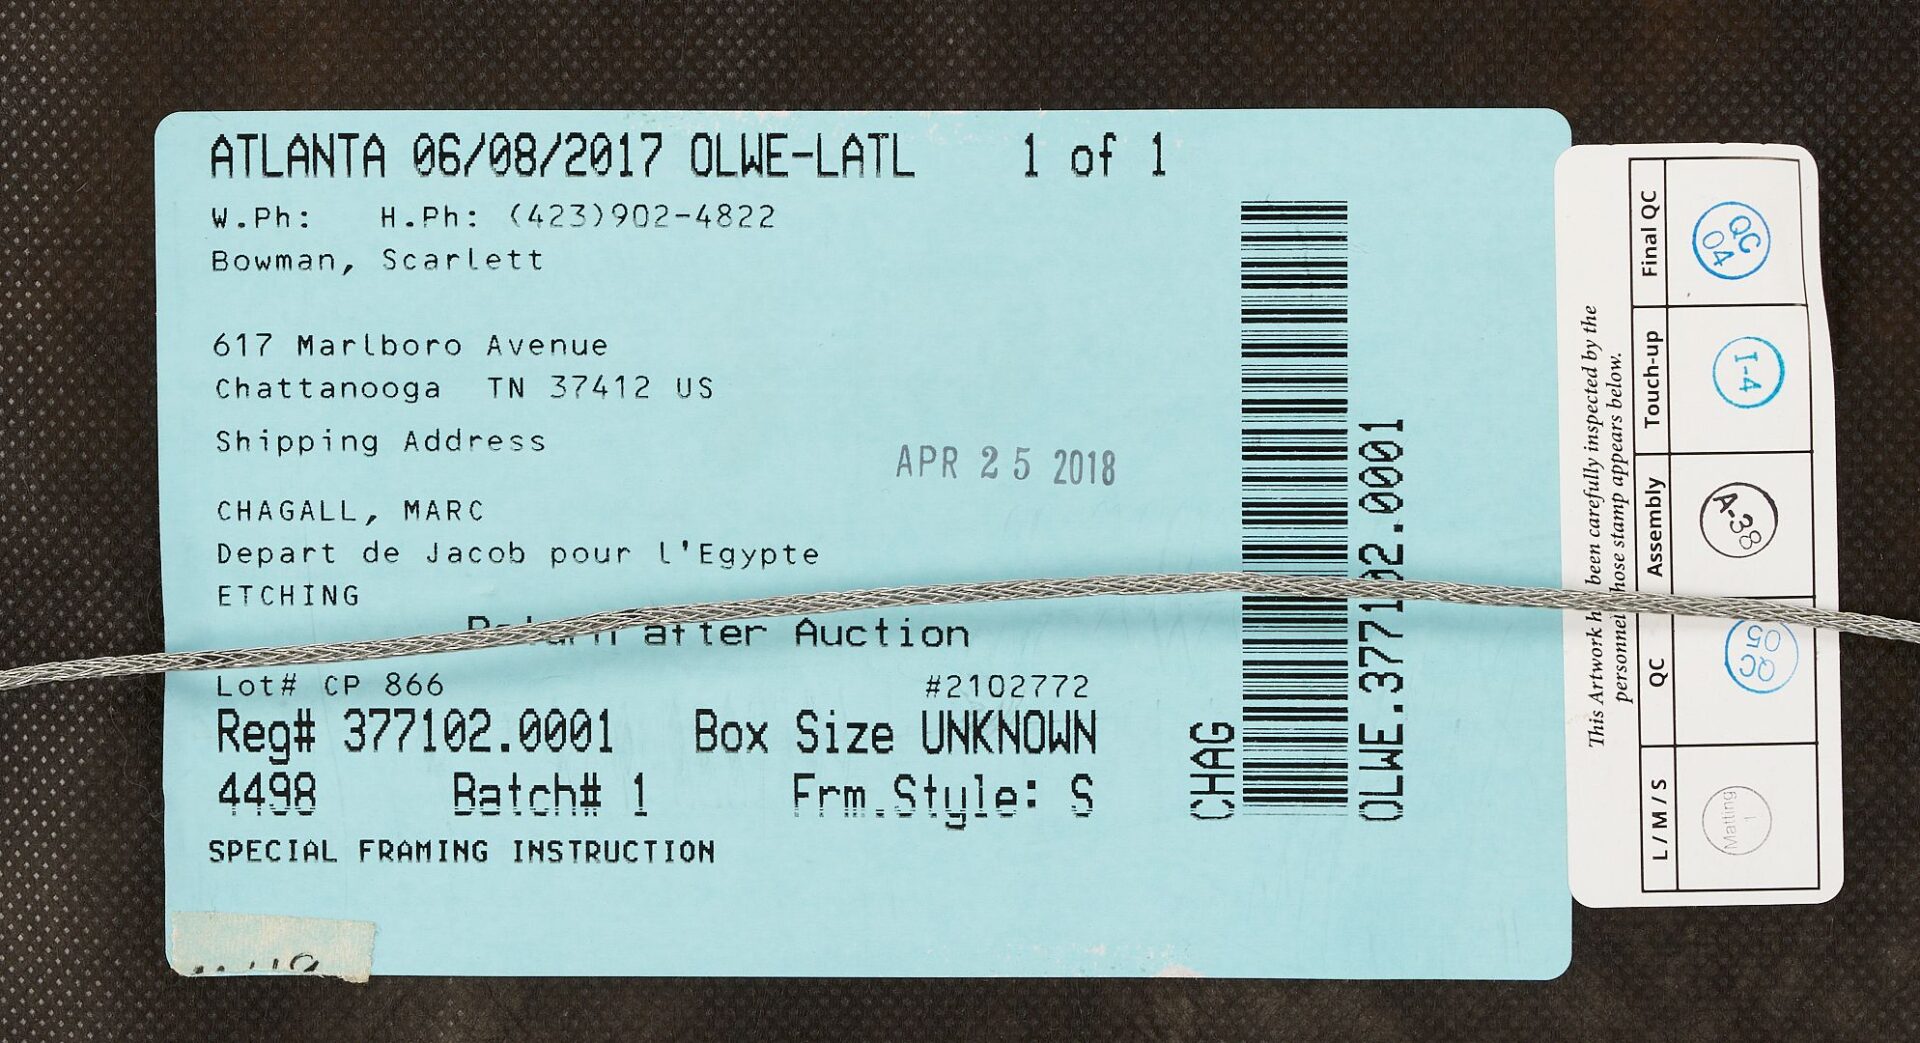 ATLANTA 06/08/2017 OLWE-LATL 1 of 1
W.Ph: H.Ph: (423)902-4822
Bowman, Scarlett
617 Marlboro Avenue
Chattanooga TN 37412 US
Shipping Address
APR 25 2018
CHAGALL, MARC
Depart de Jacob pour l'Egypte
ETCHING
Return after Auction
Lot# CP 866 #2102772
Reg# 377102.0001 Box Size UNKNOWN
4498 Batch# 1 Frm.Style: S
SPECIAL FRAMING INSTRUCTION
CHAG
OLWE.377102.0001
This Artwork been carefully inspected by the
personnel whose stamp appears below.
L / M / S QC Assembly Touch-up Final QC
Matting
1
QC
05
A-38
I-4
QC
04